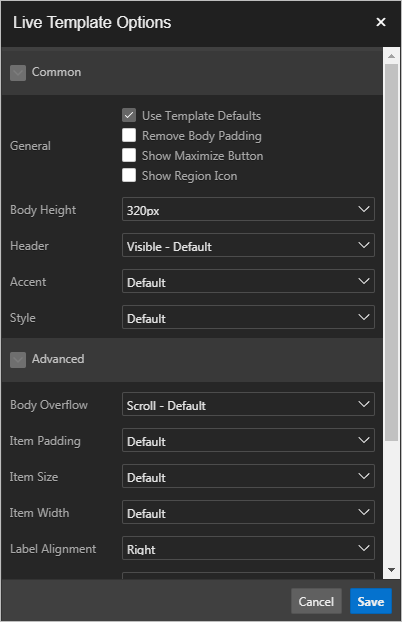 Live Template Options
Common
General
Use Template Defaults
Remove Body Padding
Show Maximize Button
Show Region Icon
Body Height 320px
Header Visible - Default
Accent Default
Style Default
Advanced
Body Overflow Scroll - Default
Item Padding Default
Item Size Default
Item Width Default
Label Alignment Right
Cancel Save